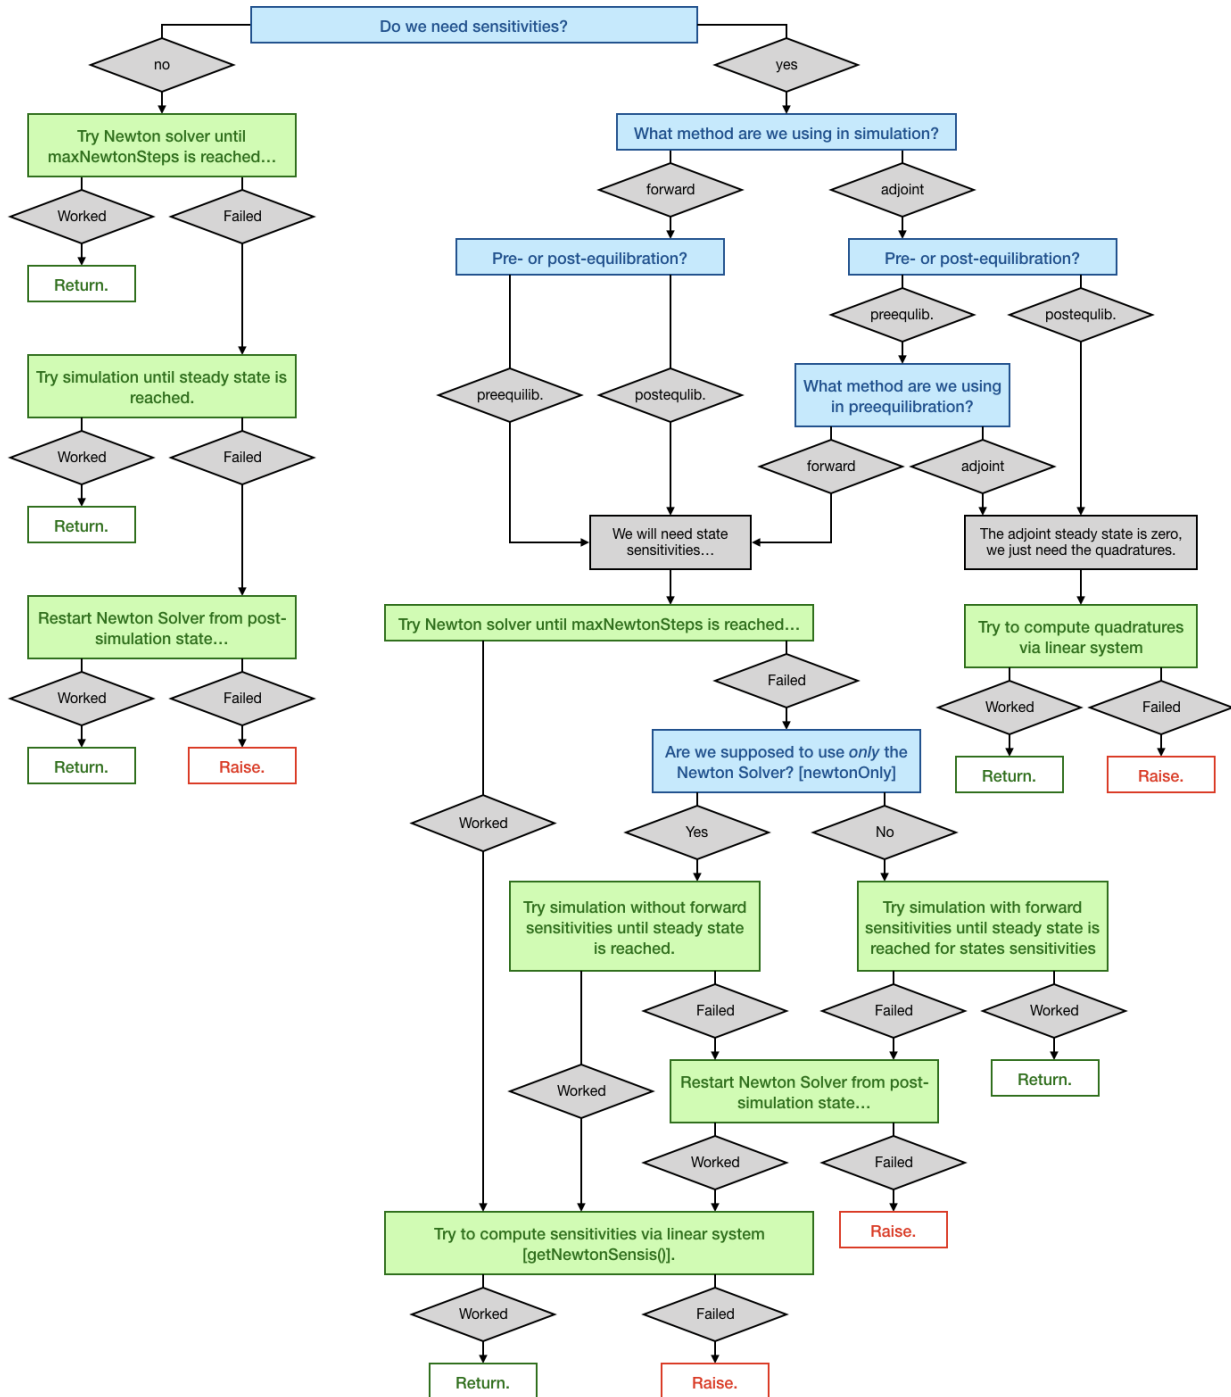 Do we need sensitivities?
no
yes
Try Newton solver until
maxNewtonSteps is reached...
What method are we using in simulation?
forward
adjoint
Worked
Failed
Pre- or post-equilibration?
Pre- or post-equilibration?
Return.
preequlib.
postequlib.
Try simulation until steady state is
reached.
What method are we using
in preequilibration?
preequilib.
postequlib.
Worked
Failed
forward
adjoint
Return.
We will need state
sensitivities...
The adjoint steady state is zero,
we just need the quadratures.
Restart Newton Solver from post-
simulation state...
Try Newton solver until maxNewtonSteps is reached...
Try to compute quadratures
via linear system
Worked
Failed
Failed
Worked
Failed
Return.
Raise.
Are we supposed to use only the
Newton Solver? [newtonOnly]
Return.
Raise.
Worked
Yes
No
Try simulation without forward
sensitivities until steady state
is reached.
Try simulation with forward
sensitivities until steady state is
reached for states sensitivities
Failed
Failed
Worked
Worked
Restart Newton Solver from post-
simulation state...
Return.
Worked
Failed
Try to compute sensitivities via linear system
[getNewtonSensis()].
Raise.
Worked
Failed
Return.
Raise.